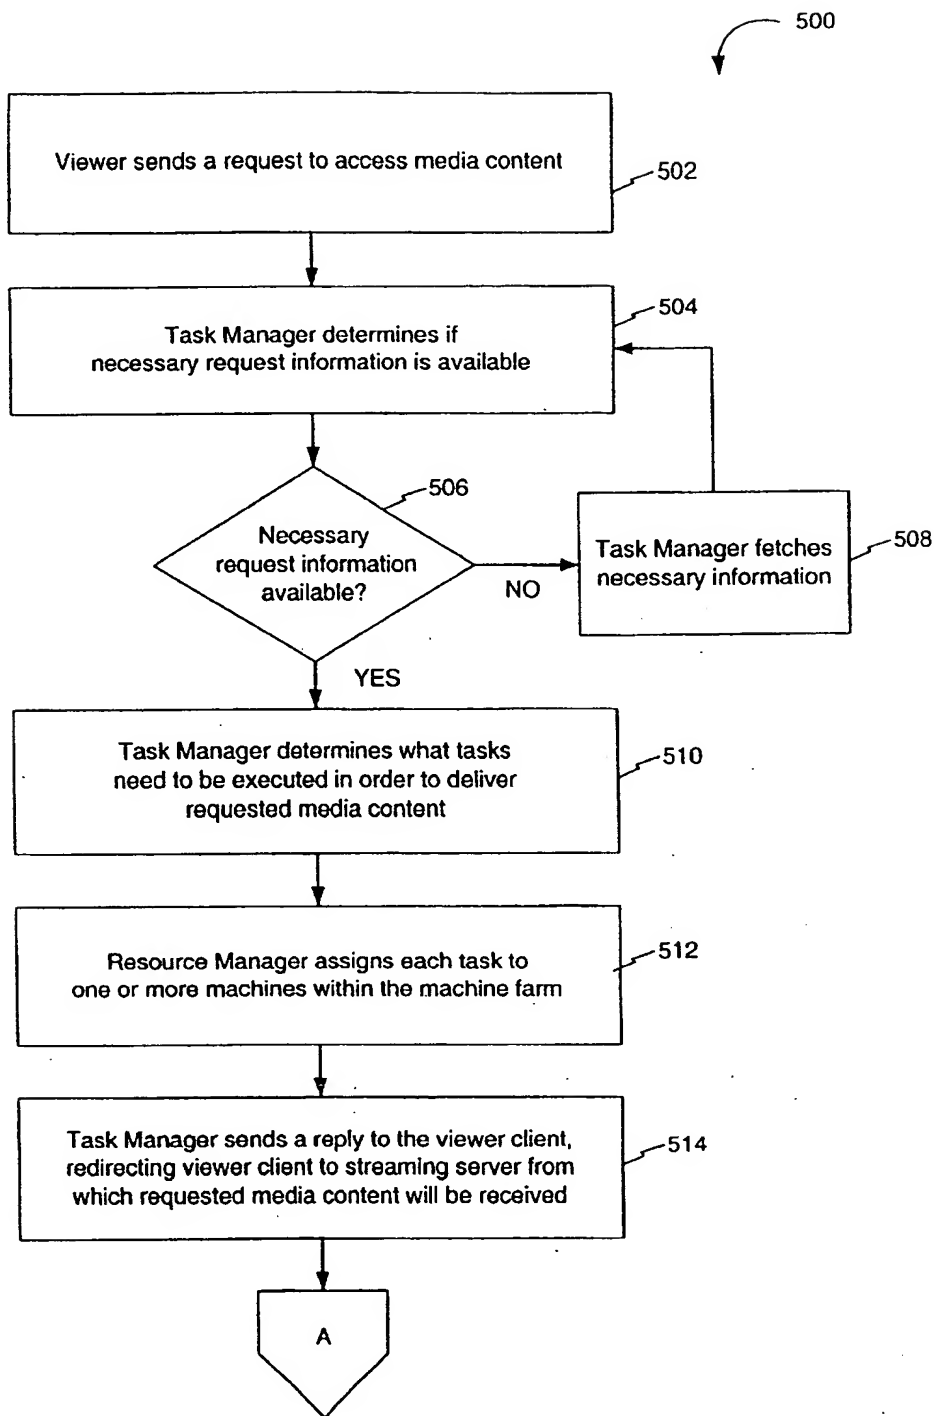 500
Viewer sends a request to access media content
502
Task Manager determines if
necessary request information is available
504
Necessary
request information
available?
506
NO
Task Manager fetches
necessary information
508
YES
Task Manager determines what tasks
need to be executed in order to deliver
requested media content
510
Resource Manager assigns each task to
one or more machines within the machine farm
512
Task Manager sends a reply to the viewer client,
redirecting viewer client to streaming server from
which requested media content will be received
514
A